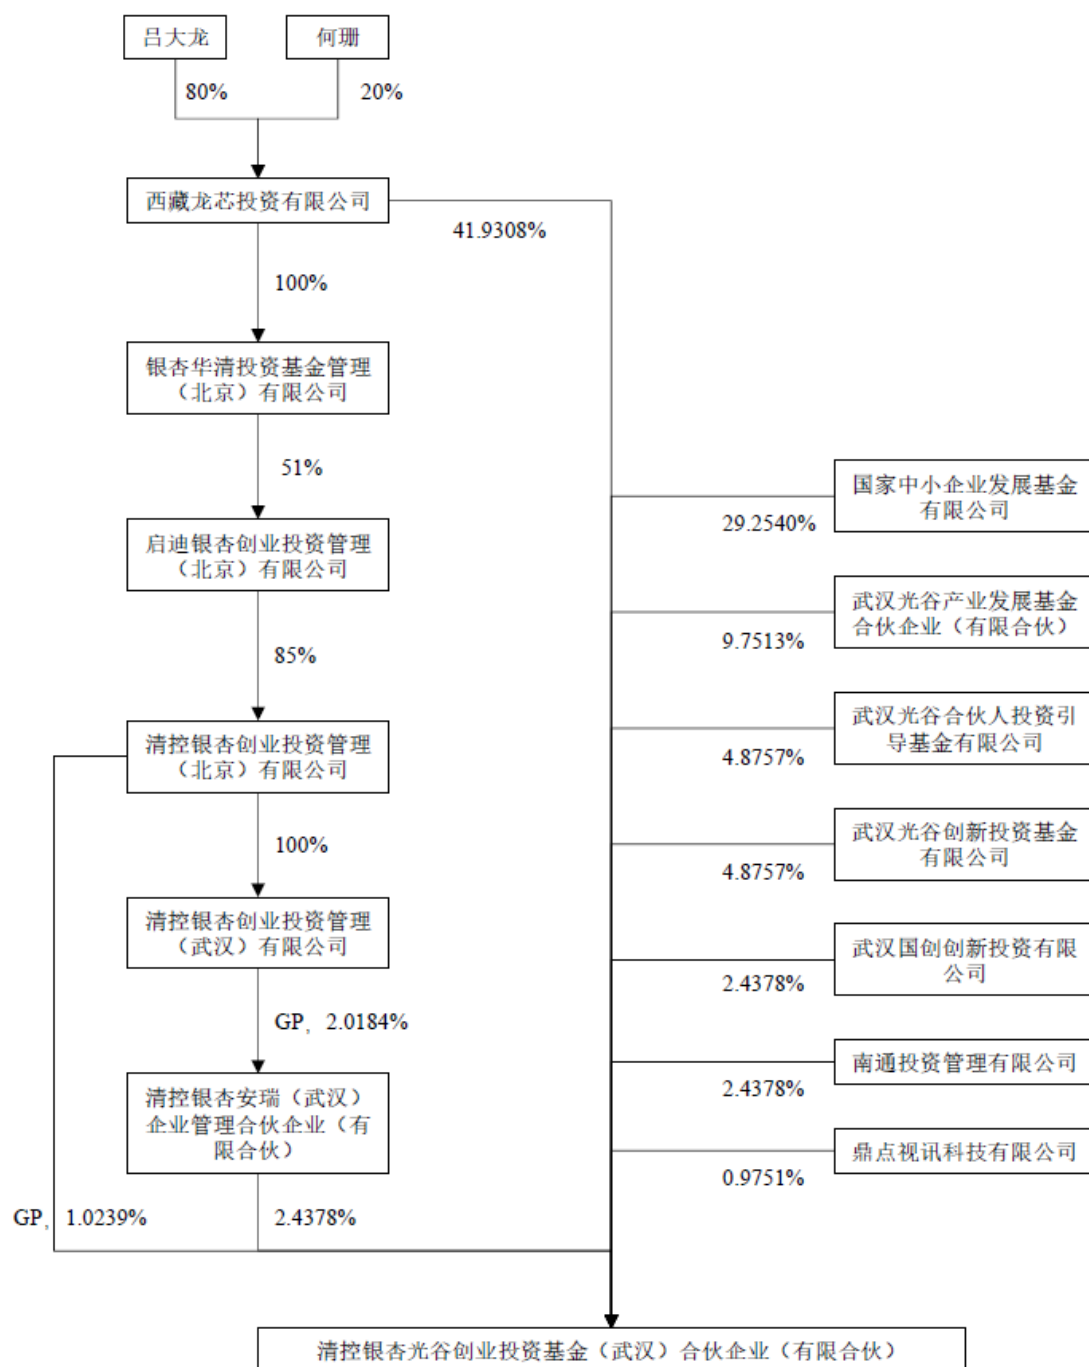 吕大龙
何珊
80%
20%
西藏龙芯投资有限公司
41.9308%
100%
银杏华清投资基金管理
（北京）有限公司
51%
国家中小企业发展基金
有限公司
29.2540%
启迪银杏创业投资管理
（北京）有限公司
武汉光谷产业发展基金
合伙企业（有限合伙）
9.7513%
85%
武汉光谷合伙人投资引
导基金有限公司
4.8757%
清控银杏创业投资管理
（北京）有限公司
100%
武汉光谷创新投资基金
有限公司
4.8757%
清控银杏创业投资管理
（武汉）有限公司
武汉国创创新投资有限
公司
2.4378%
GP，2.0184%
南通投资管理有限公司
2.4378%
清控银杏安瑞（武汉）
企业管理合伙企业（有
限合伙）
鼎点视讯科技有限公司
0.9751%
GP，1.0239%
2.4378%
清控银杏光谷创业投资基金（武汉）合伙企业（有限合伙）